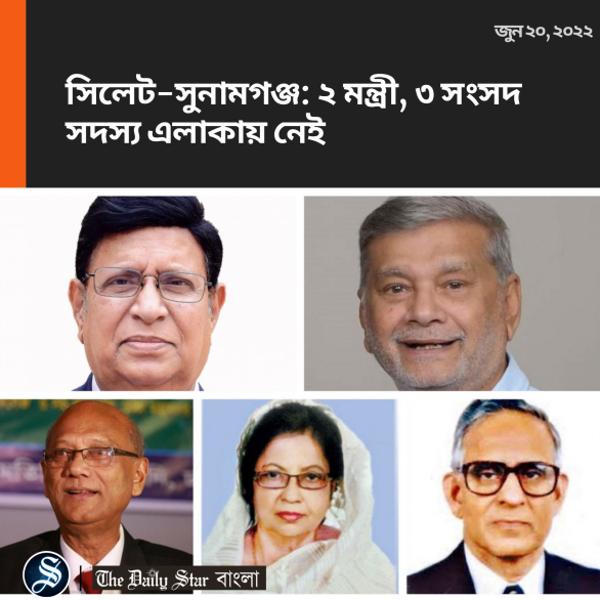 জুন ২০, ২০২২
সিলেট-সুনামগঞ্জ: ২ মন্ত্রী, ৩ সংসদ
সদস্য এলাকায় নেই
S The Daily Star বাংলা